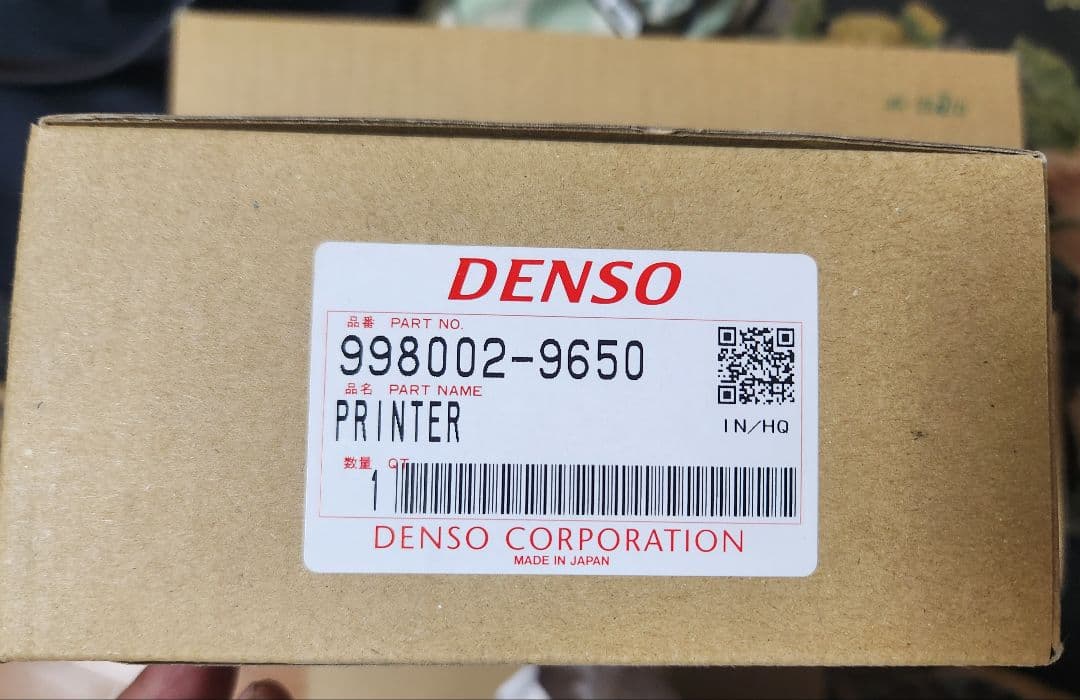 DENSO
品番 PART NO.
998002-9650
品名 PART NAME
PRINTER
IN/HQ
数量 QT
1
DENSO CORPORATION
MADE IN JAPAN